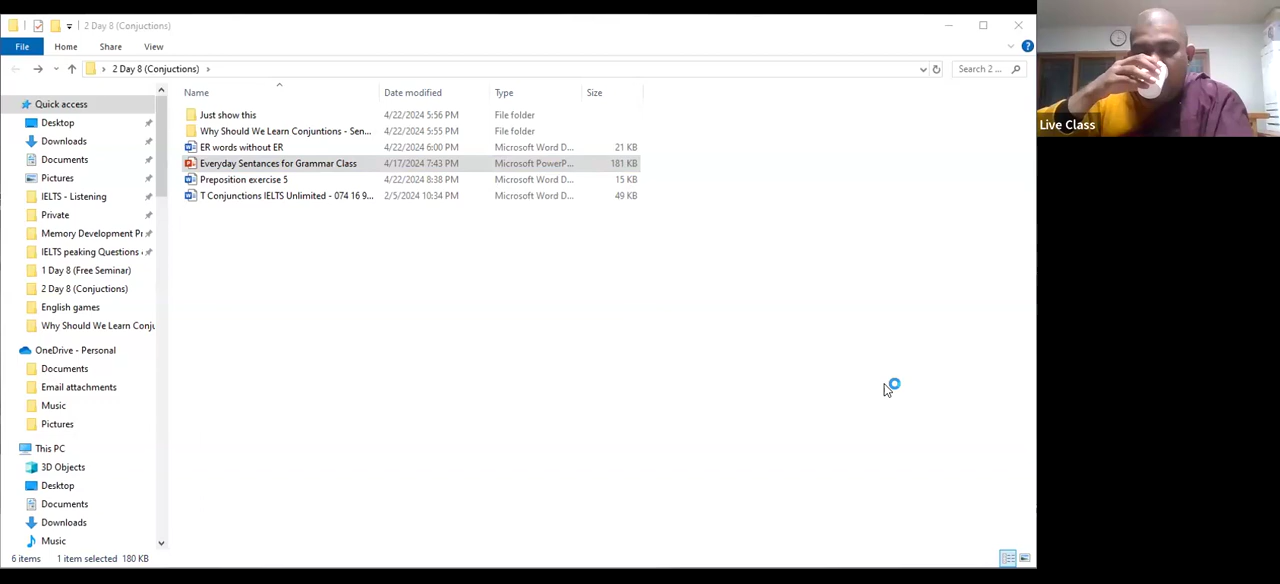 2 Day 8 (Conjuctions)
File Home Share View
2 Day 8 (Conjuctions)
Search 2 ...
Live Class
Name Date modified Type Size
Quick access
Desktop
Downloads
Documents
Pictures
IELTS - Listening
Private
Memory Development Pr
IELTS peaking Questions
1 Day 8 (Free Seminar)
2 Day 8 (Conjuctions)
English games
Why Should We Learn Conju
OneDrive - Personal
Documents
Email attachments
Music
Pictures
This PC
3D Objects
Desktop
Documents
Downloads
Music
Just show this 4/22/2024 5:56 PM File folder
Why Should We Learn Conjuntions - Sen... 4/22/2024 5:55 PM File folder
ER words without ER 4/22/2024 6:00 PM Microsoft Word D... 21 KB
Everyday Sentances for Grammar Class 4/17/2024 7:43 PM Microsoft PowerP... 181 KB
Preposition exercise 5 4/22/2024 8:38 PM Microsoft Word D... 15 KB
T Conjunctions IELTS Unlimited - 074 16 9... 2/5/2024 10:34 PM Microsoft Word D... 49 KB
6 items 1 item selected 180 KB